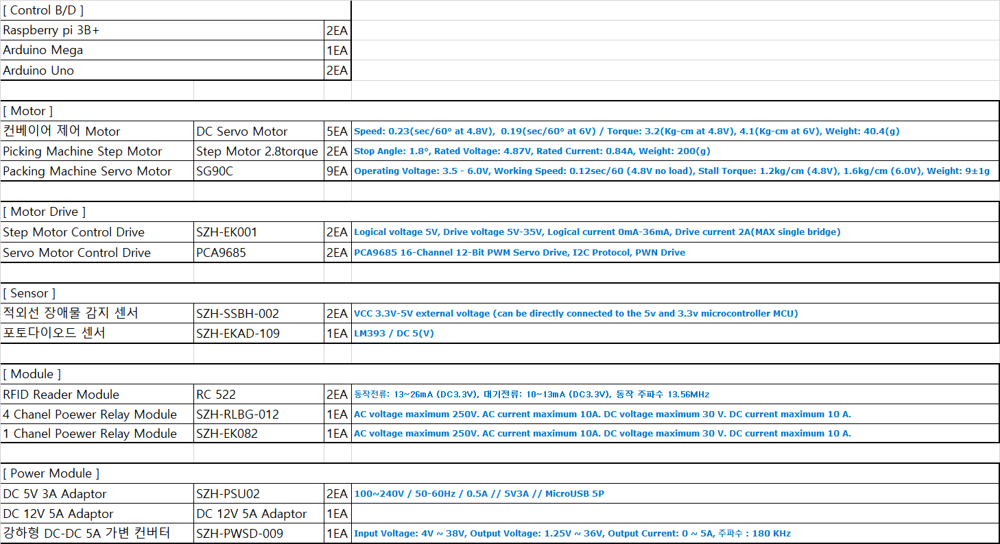 [ Control B/D ]
Raspberry pi 3B+ 2EA
Arduino Mega 1EA
Arduino Uno 2EA
[ Motor ]
컨베이어 제어 Motor DC Servo Motor 5EA Speed: 0.23(sec/60° at 4.8V),  0.19(sec/60° at 6V) / Torque: 3.2(Kg-cm at 4.8V), 4.1(Kg-cm at 6V), Weight: 40.4(g)
Picking Machine Step Motor Step Motor 2.8torque 2EA Stop Angle: 1.8°, Rated Voltage: 4.87V, Rated Current: 0.84A, Weight: 200(g)
Packing Machine Servo Motor SG90C 9EA Operating Voltage: 3.5 - 6.0V, Working Speed: 0.12sec/60 (4.8V no load), Stall Torque: 1.2kg/cm (4.8V), 1.6kg/cm (6.0V), Weight: 9±1g
[ Motor Drive ]
Step Motor Control Drive SZH-EK001 2EA Logical voltage 5V, Drive voltage 5V-35V, Logical current 0mA-36mA, Drive current 2A(MAX single bridge)
Servo Motor Control Drive PCA9685 2EA PCA9685 16-Channel 12-Bit PWM Servo Drive, I2C Protocol, PWN Drive
[ Sensor ]
적외선 장애물 감지 센서 SZH-SSBH-002 2EA VCC 3.3V-5V external voltage (can be directly connected to the 5v and 3.3v microcontroller MCU)
포토다이오드 센서 SZH-EKAD-109 1EA LM393 / DC 5(V)
[ Module ]
RFID Reader Module RC 522 2EA 동작전류: 13~26mA (DC3.3V), 대기전류: 10~13mA (DC3.3V), 동작 주파수 13.56MHz
4 Chanel Poewer Relay Module SZH-RLBG-012 1EA AC voltage maximum 250V. AC current maximum 10A. DC voltage maximum 30 V. DC current maximum 10 A.
1 Chanel Poewer Relay Module SZH-EK082 1EA AC voltage maximum 250V. AC current maximum 10A. DC voltage maximum 30 V. DC current maximum 10 A.
[ Power Module ]
DC 5V 3A Adaptor SZH-PSU02 2EA 100~240V / 50-60Hz / 0.5A // 5V3A // MicroUSB 5P
DC 12V 5A Adaptor DC 12V 5A Adaptor 1EA
강하형 DC-DC 5A 가변 컨버터 SZH-PWSD-009 1EA Input Voltage: 4V ~ 38V, Output Voltage: 1.25V ~ 36V, Output Current: 0 ~ 5A, 주파수 : 180 KHz